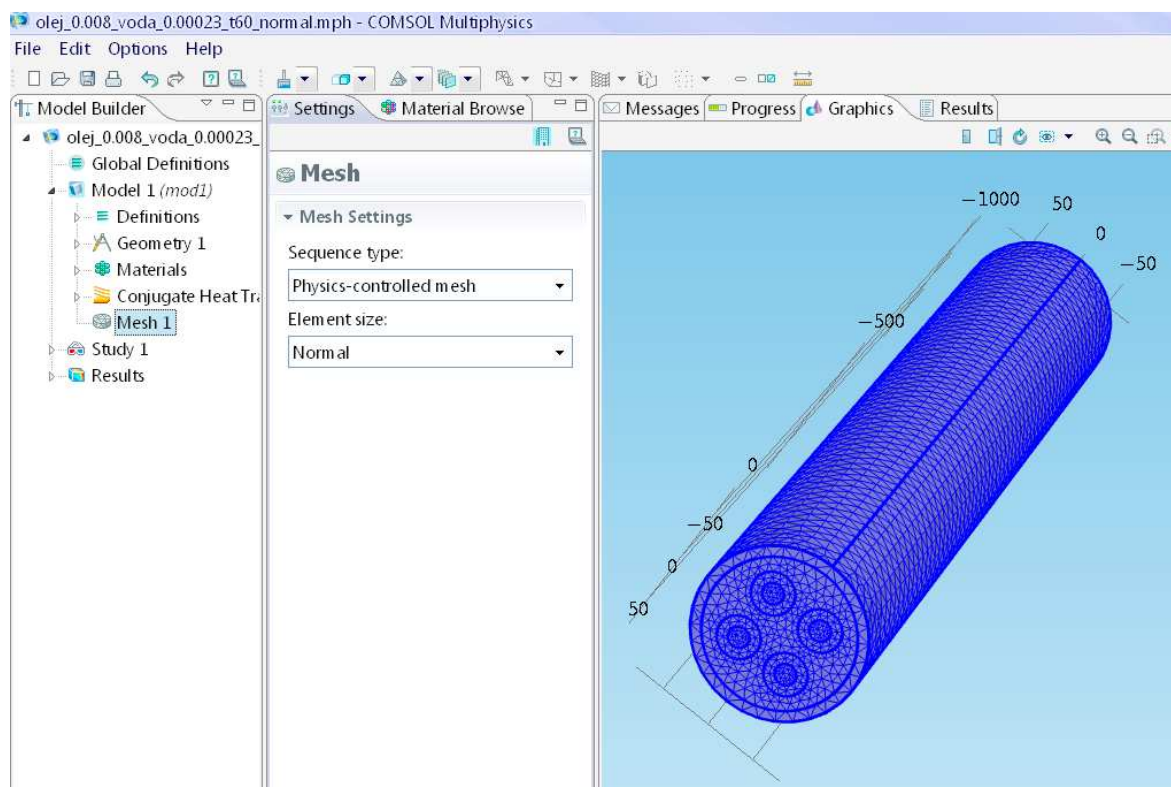 olej_0.008_voda_0.00023_t60_normal.mph - COMSOL Multiphysics
File Edit Options Help
Model Builder
Settings
Material Browse
Messages
Progress
Graphics
Results
olej_0.008_voda_0.00023_
Global Definitions
Model 1 (mod1)
Definitions
Geometry 1
Materials
Conjugate Heat Tra
Mesh 1
Study 1
Results
Mesh
Mesh Settings
Sequence type:
Physics-controlled mesh
Element size:
Normal
−1000
50
0
−50
−500
0
−50
0
50